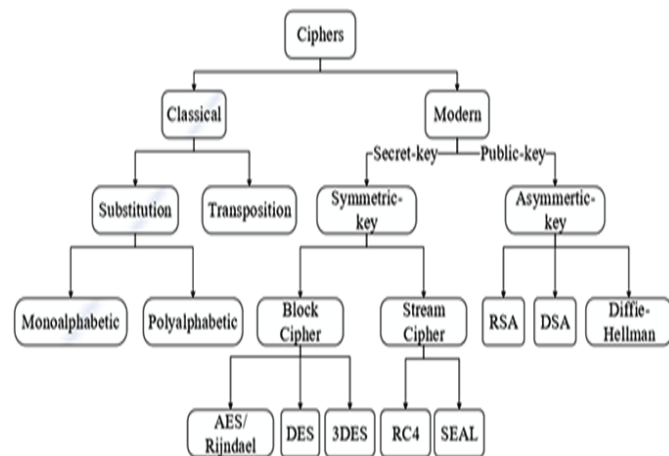 Ciphers
Classical
Modern
Secret-key
Public-key
Substitution
Transposition
Symmetric-
key
Asymmertic-
key
Monoalphabetic
Polyalphabetic
Block
Cipher
Stream
Cipher
RSA
DSA
Diffie-
Hellman
AES/
Rijndael
DES
3DES
RC4
SEAL